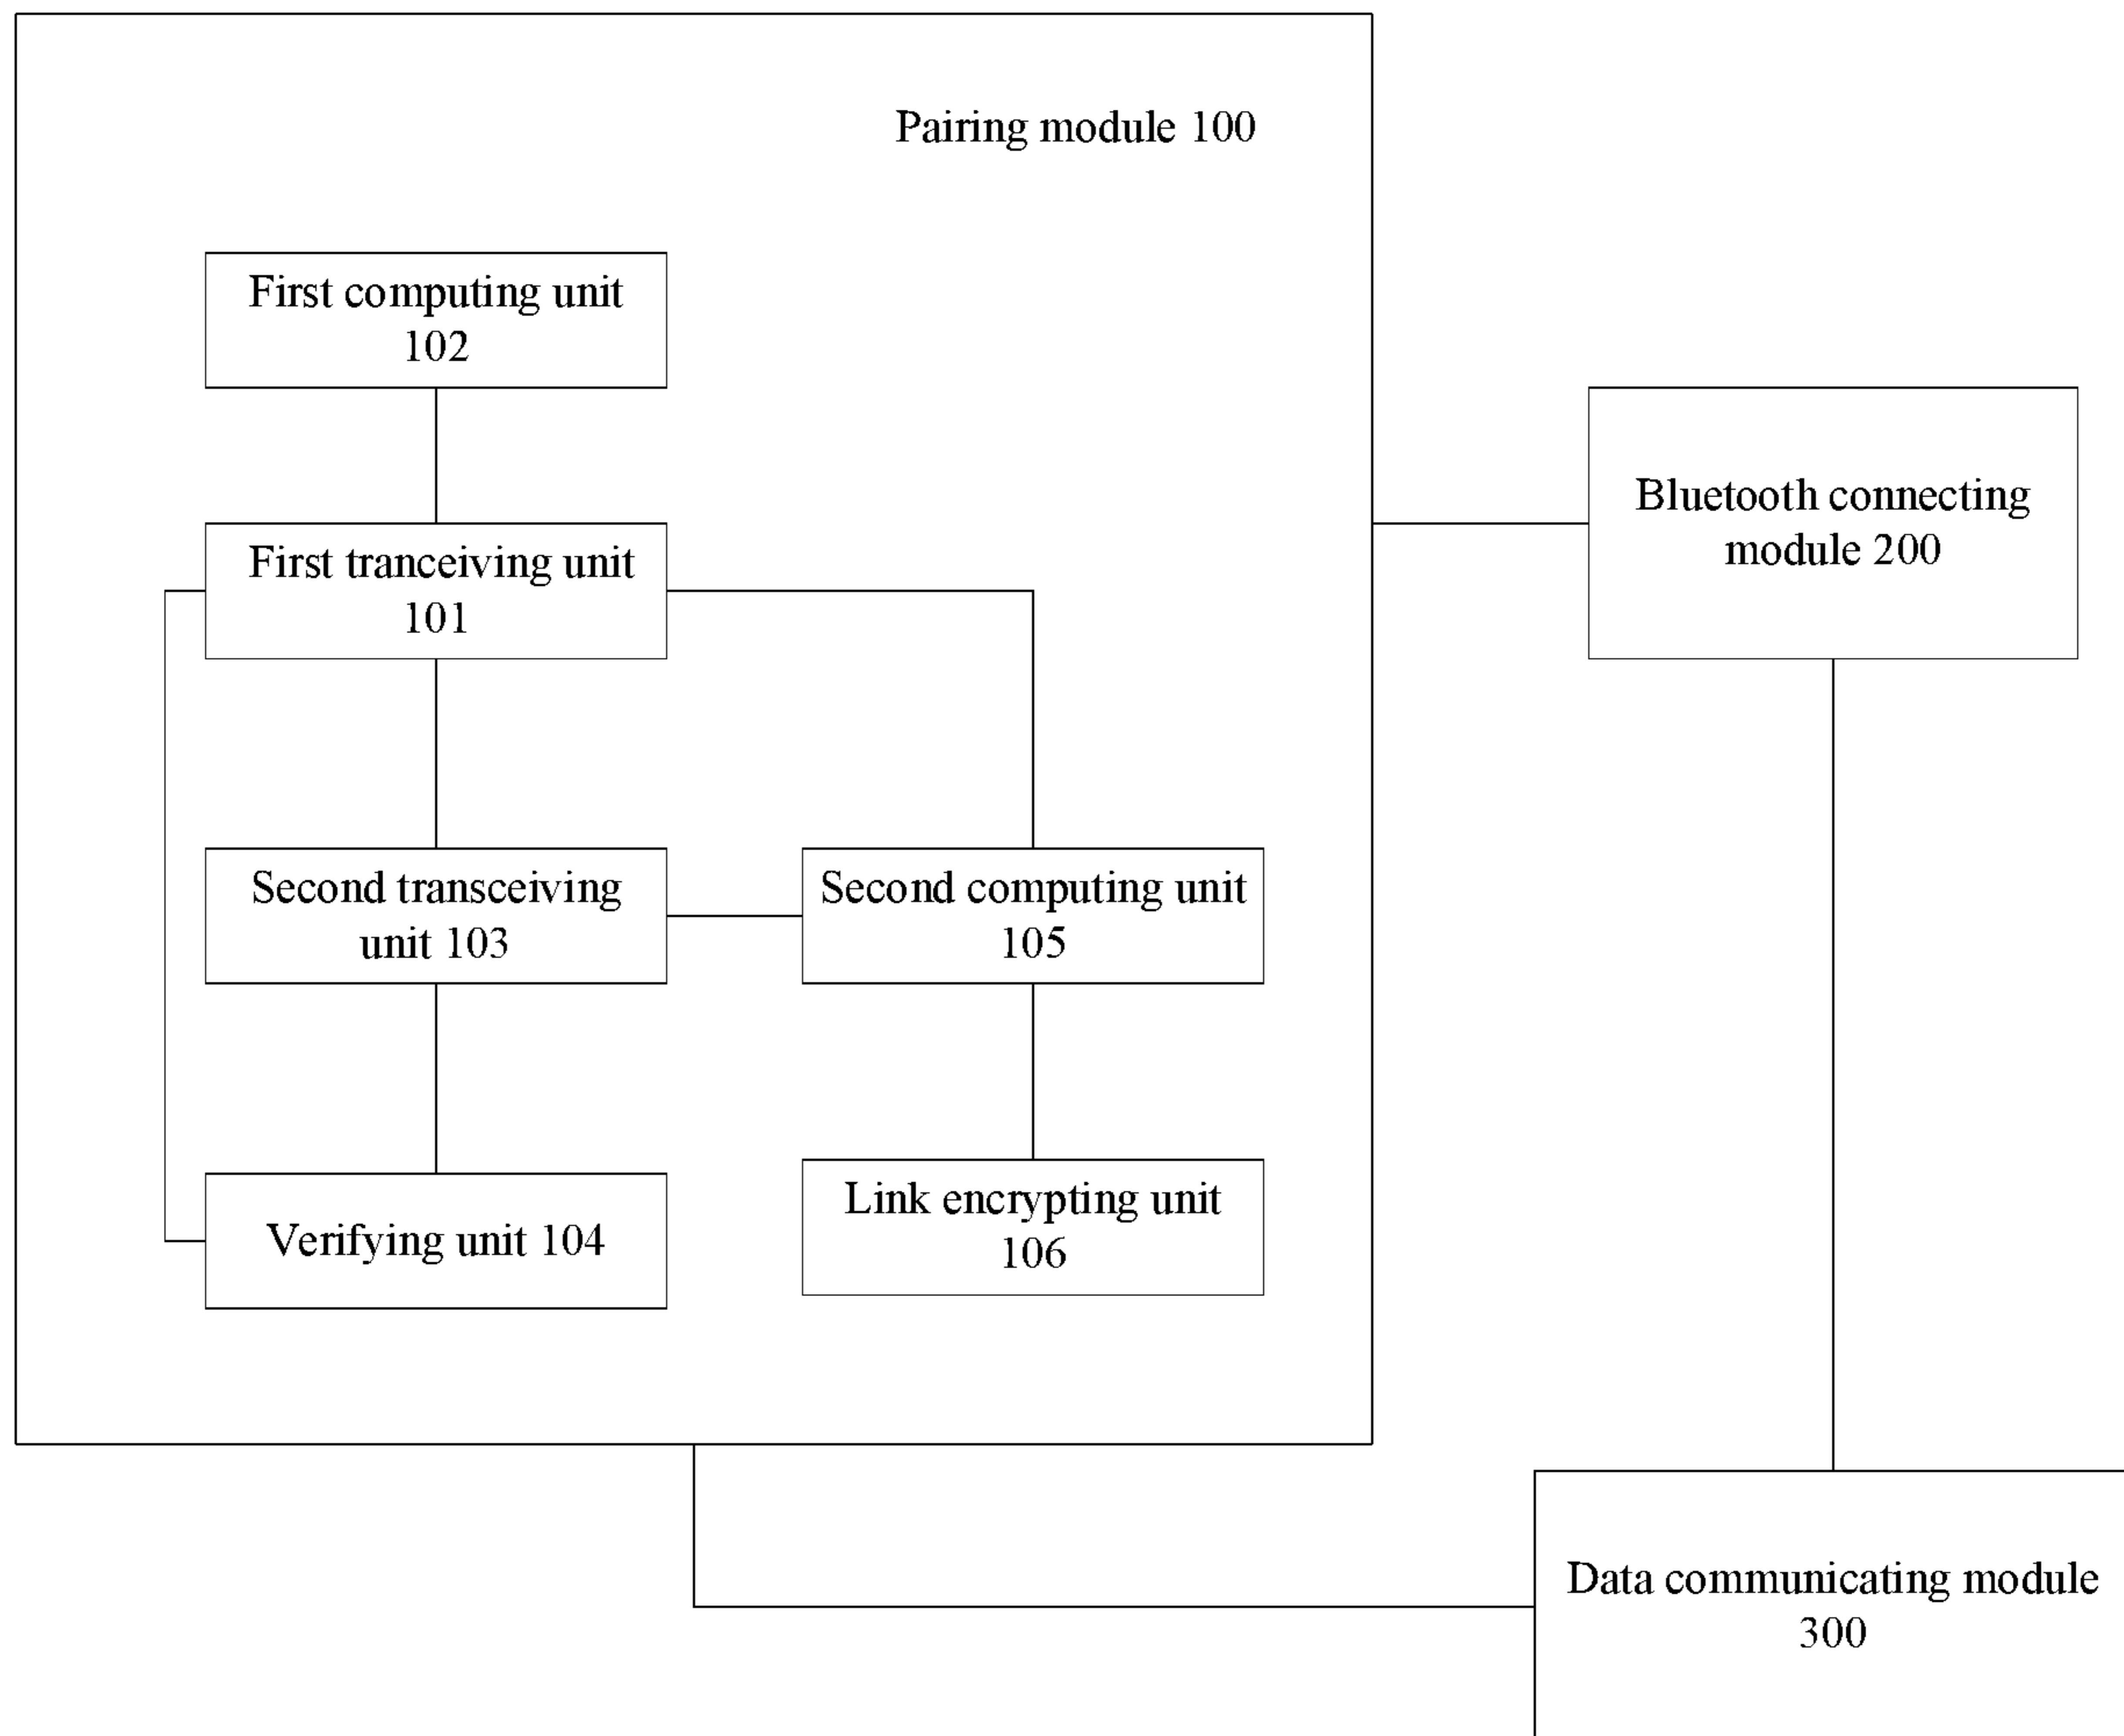 Pairing module 100
First computing unit
102
First tranceiving unit
101
Bluetooth connecting
module 200
Second transceiving
unit 103
Second computing unit
105
Verifying unit 104
Link encrypting unit
106
Data communicating module
300